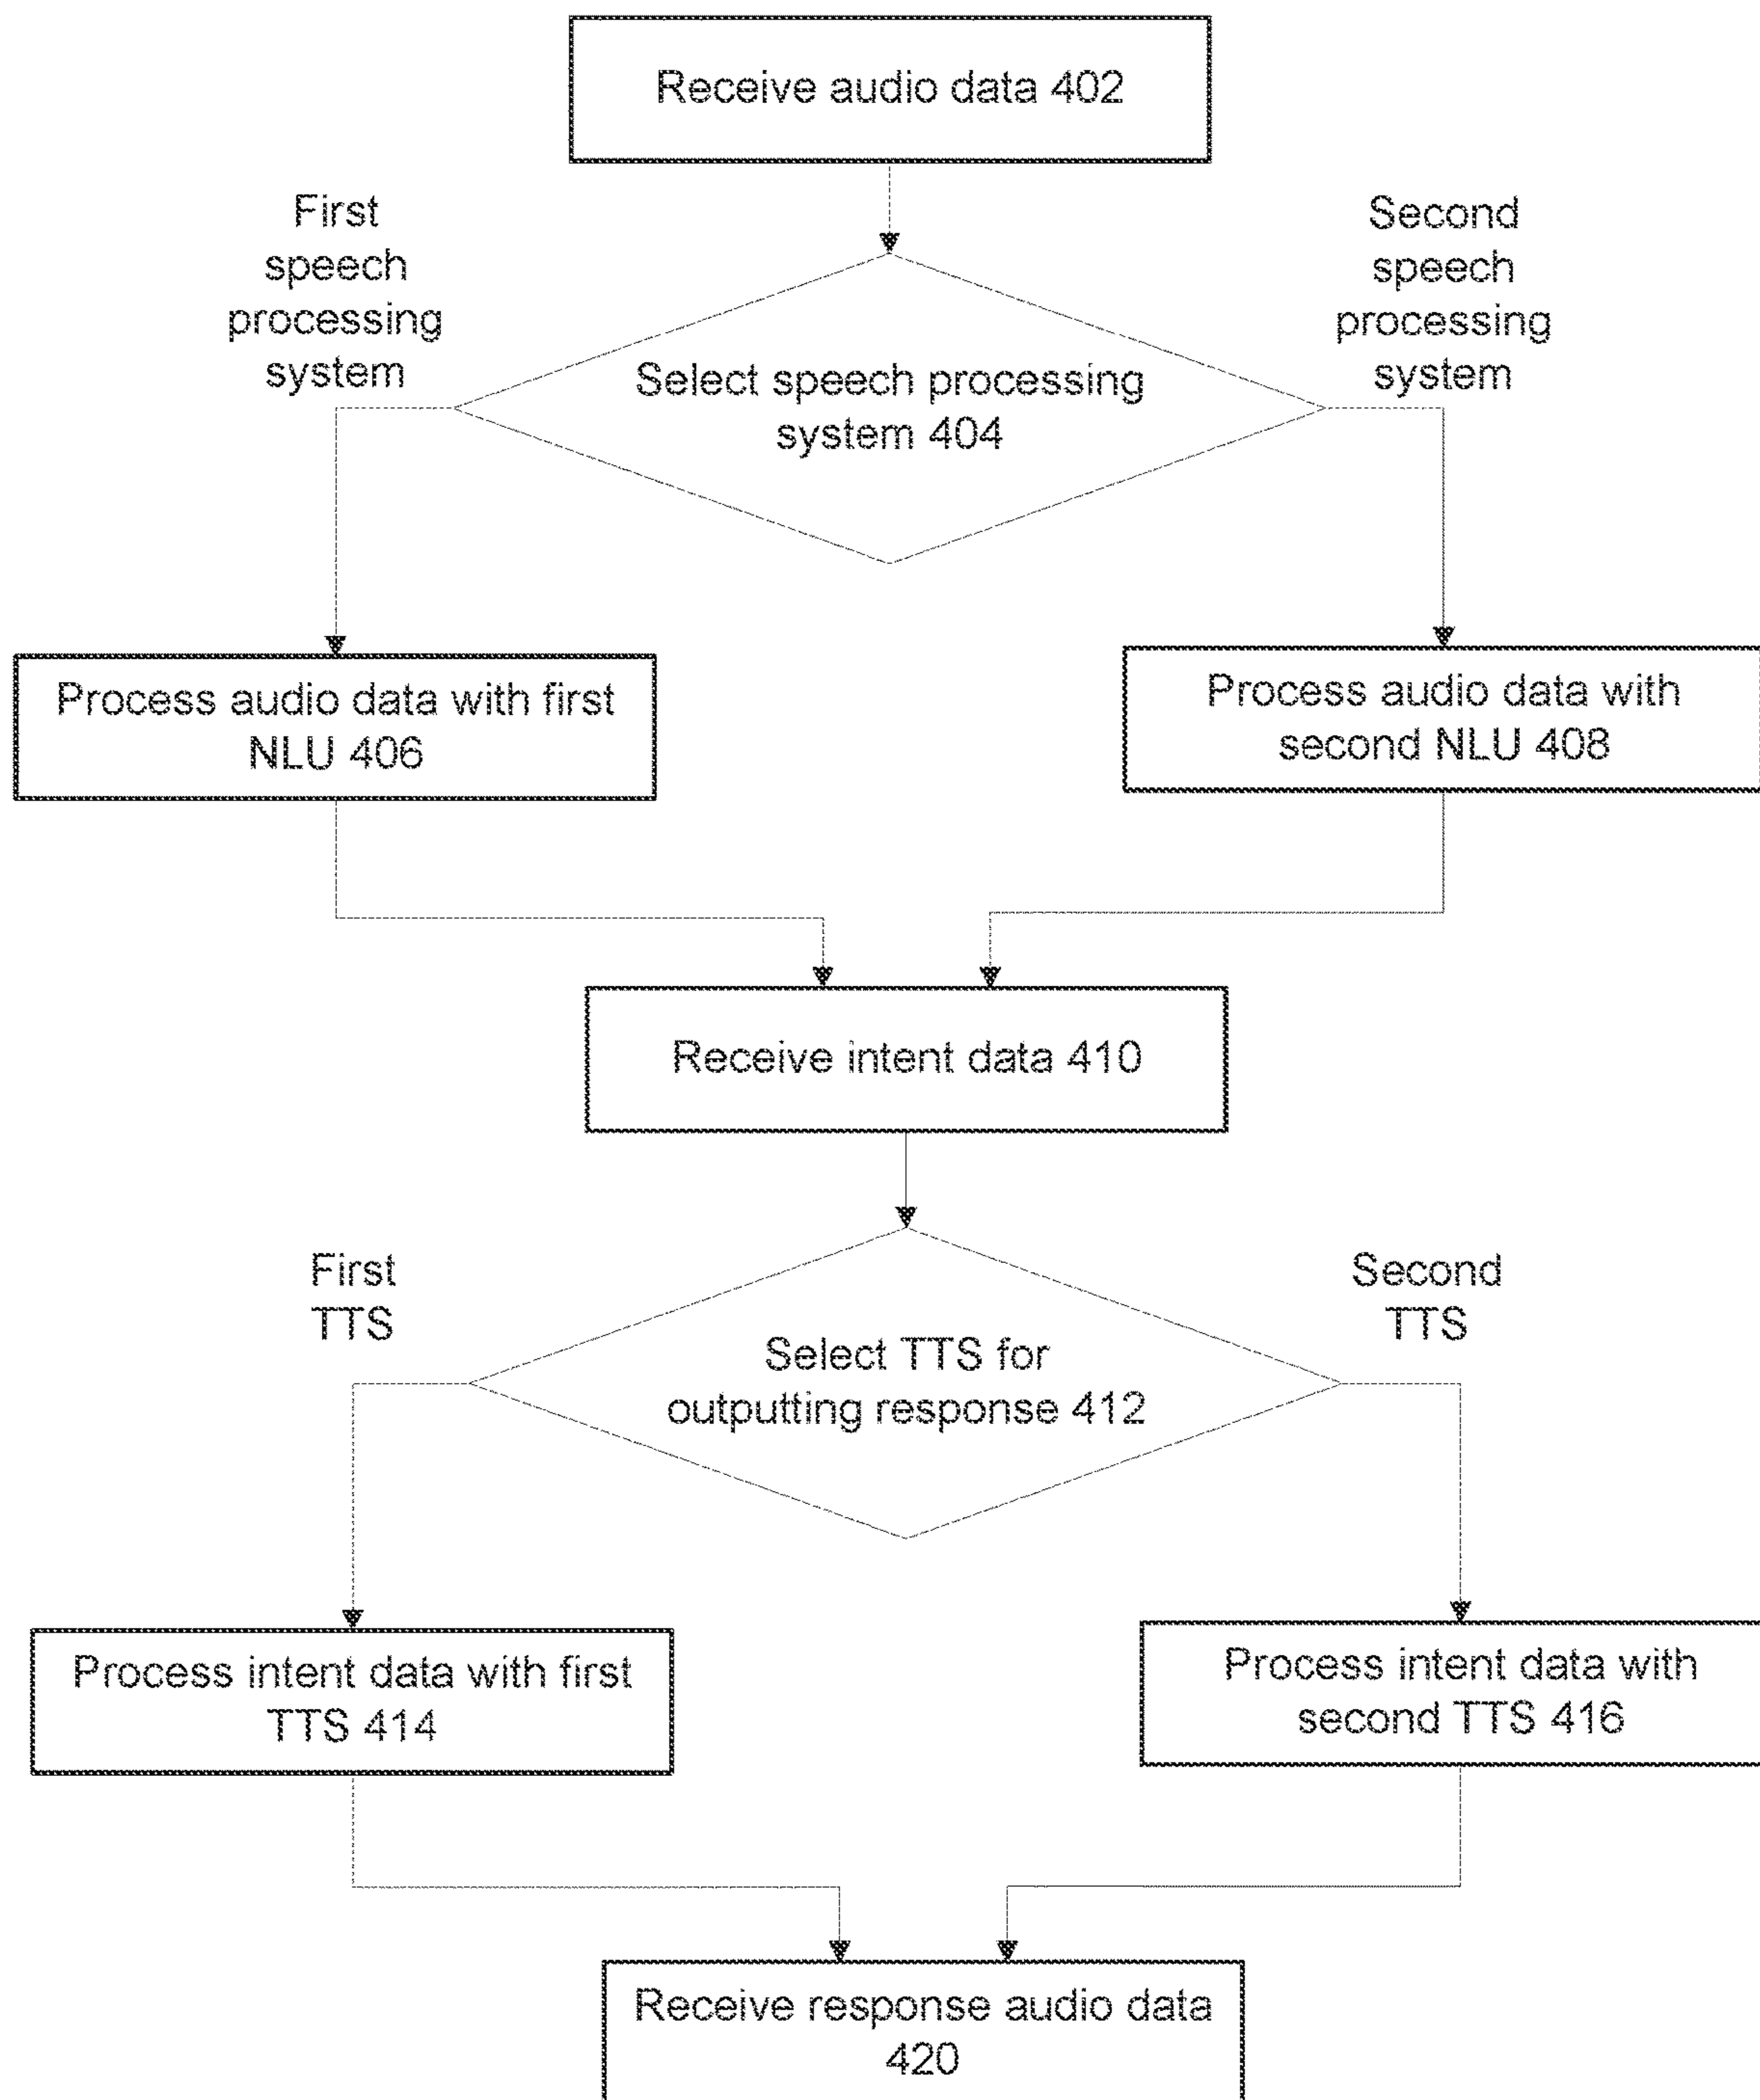 Receive audio data 402
First
speech
processing
system
Second
speech
processing
system
Select speech processing
system 404
Process audio data with first
NLU 406
Process audio data with
second NLU 408
Receive intent data 410
First
TTS
Second
TTS
Select TTS for
outputting response 412
Process intent data with first
TTS 414
Process intent data with
second TTS 416
Receive response audio data
420